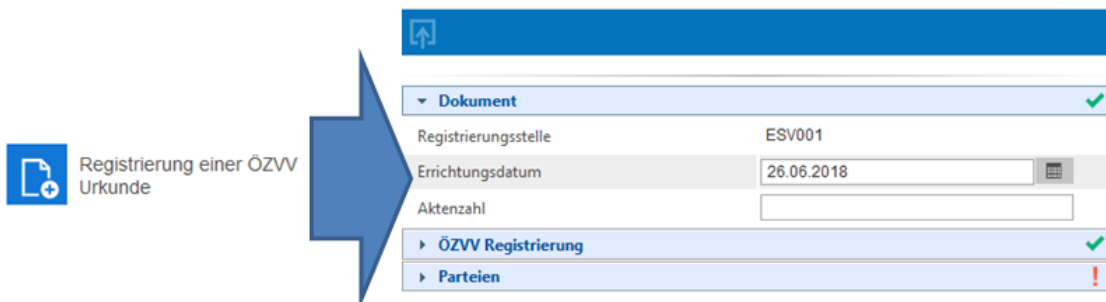 Registrierung einer ÖZVV
Urkunde
Dokument
Registrierungsstelle ESV001
Errichtungsdatum 26.06.2018
Aktenzahl
ÖZVV Registrierung
Parteien